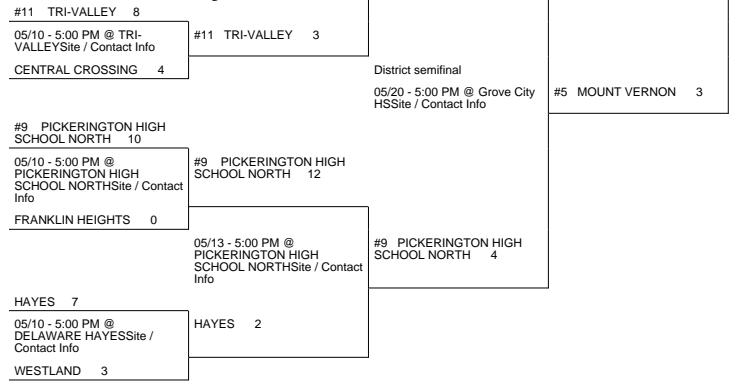 #11 TRI-VALLEY 8
05/10 - 5:00 PM @ TRI-
VALLEYSite / Contact Info
#11 TRI-VALLEY 3
CENTRAL CROSSING 4
District semifinal
05/20 - 5:00 PM @ Grove City
HSSite / Contact Info
#5 MOUNT VERNON 3
#9 PICKERINGTON HIGH
SCHOOL NORTH 10
05/10 - 5:00 PM @
PICKERINGTON HIGH
SCHOOL NORTHSite / Contact
Info
#9 PICKERINGTON HIGH
SCHOOL NORTH 12
FRANKLIN HEIGHTS 0
05/13 - 5:00 PM @
PICKERINGTON HIGH
SCHOOL NORTHSite / Contact
Info
#9 PICKERINGTON HIGH
SCHOOL NORTH 4
HAYES 7
05/10 - 5:00 PM @
DELAWARE HAYESSite /
Contact Info
HAYES 2
WESTLAND 3